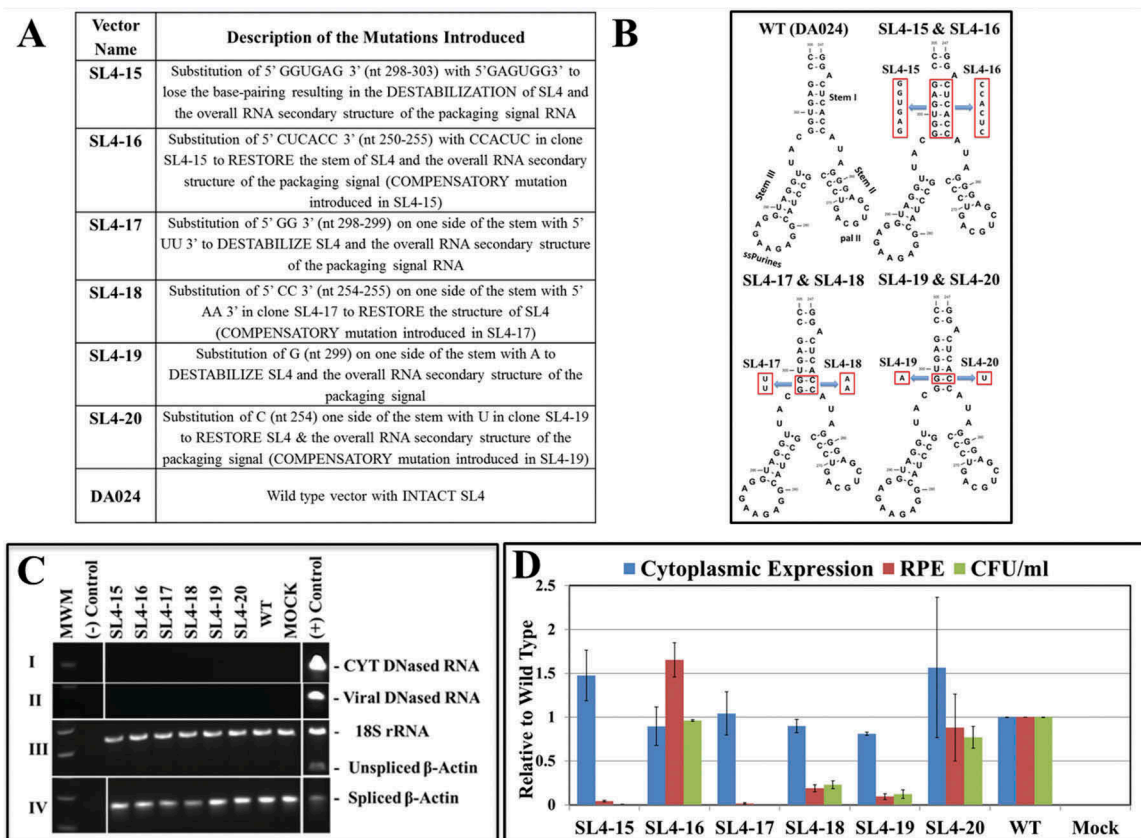 A
Vector Name
Description of the Mutations Introduced
SL4-15
Substitution of 5' GGUGAG 3' (nt 298-303) with 5'GAGUGG3' to
lose the base-pairing resulting in the DESTABILIZATION of SL4 and
the overall RNA secondary structure of the packaging signal RNA
SL4-16
Substitution of 5' CUCACC 3' (nt 250-255) with CCACUC in clone
SL4-15 to RESTORE the stem of SL4 and the overall RNA secondary
structure of the packaging signal (COMPENSATORY mutation
introduced in SL4-15)
SL4-17
Substitution of 5' GG 3' (nt 298-299) on one side of the stem with 5'
UU 3' to DESTABILIZE SL4 and the overall RNA secondary structure
of the packaging signal RNA
SL4-18
Substitution of 5' CC 3' (nt 254-255) on one side of the stem with 5'
AA 3' in clone SL4-17 to RESTORE the structure of SL4
(COMPENSATORY mutation introduced in SL4-17)
SL4-19
Substitution of G (nt 299) on one side of the stem with A to
DESTABILIZE SL4 and the overall RNA secondary structure of the
packaging signal
SL4-20
Substitution of C (nt 254) one side of the stem with U in clone SL4-19
to RESTORE SL4 & the overall RNA secondary structure of the
packaging signal (COMPENSATORY mutation introduced in SL4-19)
DA024
Wild type vector with INTACT SL4
B
WT (DA024)
Stem I
Stem II
Stem III
pal II
ssPurines
SL4-15 & SL4-16
SL4-15
SL4-16
GGUGAG
CCACUC
SL4-17 & SL4-18
SL4-17
SL4-18
UU
AA
SL4-19 & SL4-20
SL4-19
SL4-20
A
U
C
MWM
(-) Control
SL4-15
SL4-16
SL4-17
SL4-18
SL4-19
SL4-20
WT
MOCK
(+) Control
I
- CYT DNased RNA
II
- Viral DNased RNA
III
- 18S rRNA
- Unspliced β-Actin
IV
- Spliced β-Actin
D
Cytoplasmic Expression
RPE
CFU/ml
Relative to Wild Type
2.5
2
1.5
1
0.5
0
SL4-15 SL4-16 SL4-17 SL4-18 SL4-19 SL4-20 WT Mock